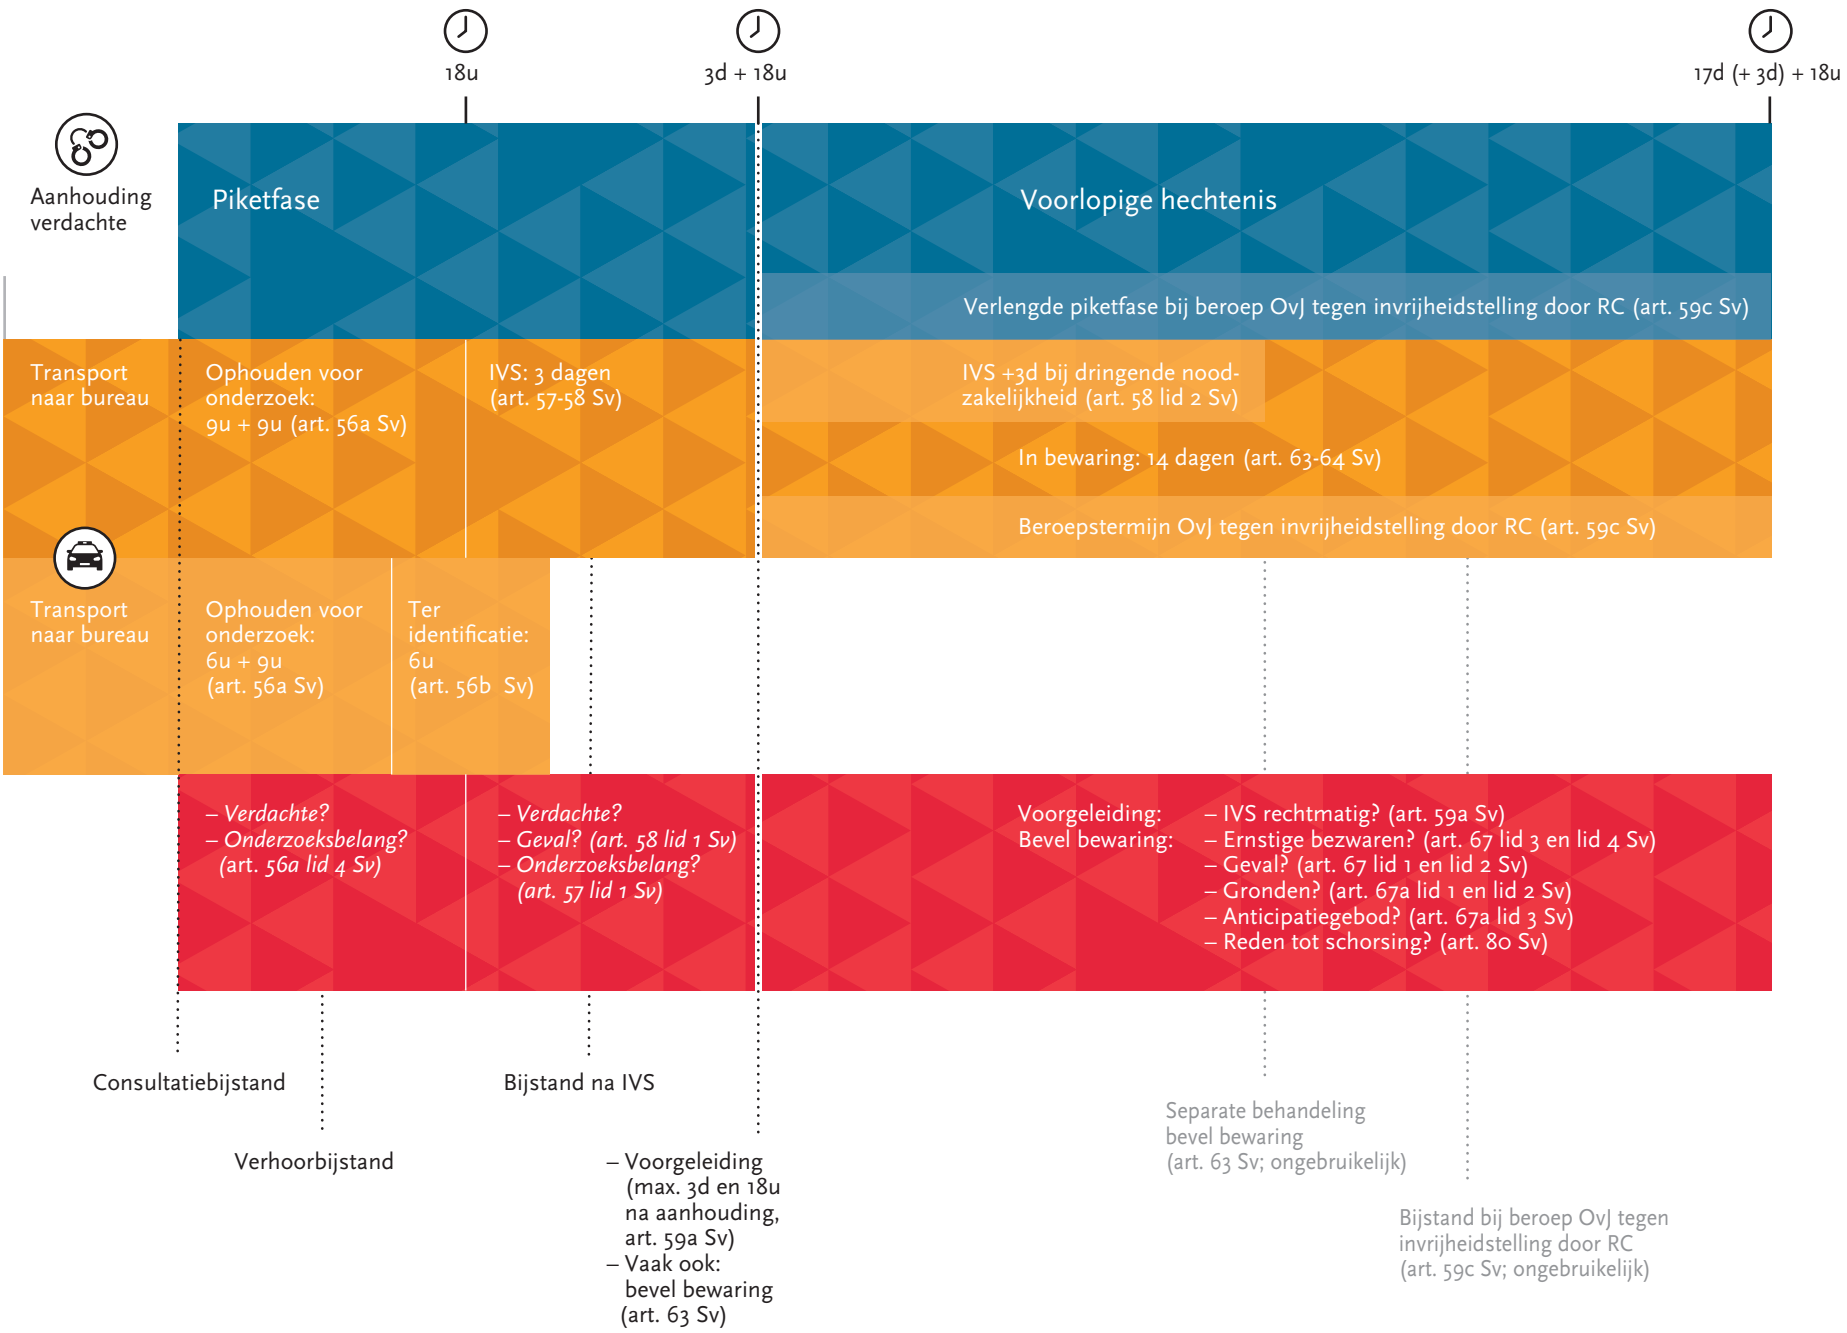 18u
3d + 18u
17d (+ 3d) + 18u
Aanhouding
verdachte
Piketfase
Voorlopige hechtenis
Verlengde piketfase bij beroep OvJ tegen invrijheidstelling door RC (art. 59c Sv)
Transport
naar bureau
Ophouden voor
onderzoek:
9u + 9u (art. 56a Sv)
IVS: 3 dagen
(art. 57-58 Sv)
IVS +3d bij dringende nood-
zakelijkheid (art. 58 lid 2 Sv)
In bewaring: 14 dagen (art. 63-64 Sv)
Beroepstermijn OvJ tegen invrijheidstelling door RC (art. 59c Sv)
Transport
naar bureau
Ophouden voor
onderzoek:
6u + 9u
(art. 56a Sv)
Ter
identificatie:
6u
(art. 56b Sv)
– Verdachte?
– Onderzoeksbelang?
(art. 56a lid 4 Sv)
– Verdachte?
– Geval? (art. 58 lid 1 Sv)
– Onderzoeksbelang?
(art. 57 lid 1 Sv)
Voorgeleiding: – IVS rechtmatig? (art. 59a Sv)
Bevel bewaring: – Ernstige bezwaren? (art. 67 lid 3 en lid 4 Sv)
– Geval? (art. 67 lid 1 en lid 2 Sv)
– Gronden? (art. 67a lid 1 en lid 2 Sv)
– Anticipatiegebod? (art. 67a lid 3 Sv)
– Reden tot schorsing? (art. 80 Sv)
Consultatiebijstand
Verhoorbijstand
Bijstand na IVS
– Voorgeleiding
(max. 3d en 18u
na aanhouding,
art. 59a Sv)
– Vaak ook:
bevel bewaring
(art. 63 Sv)
Separate behandeling
bevel bewaring
(art. 63 Sv; ongebruikelijk)
Bijstand bij beroep OvJ tegen
invrijheidstelling door RC
(art. 59c Sv; ongebruikelijk)